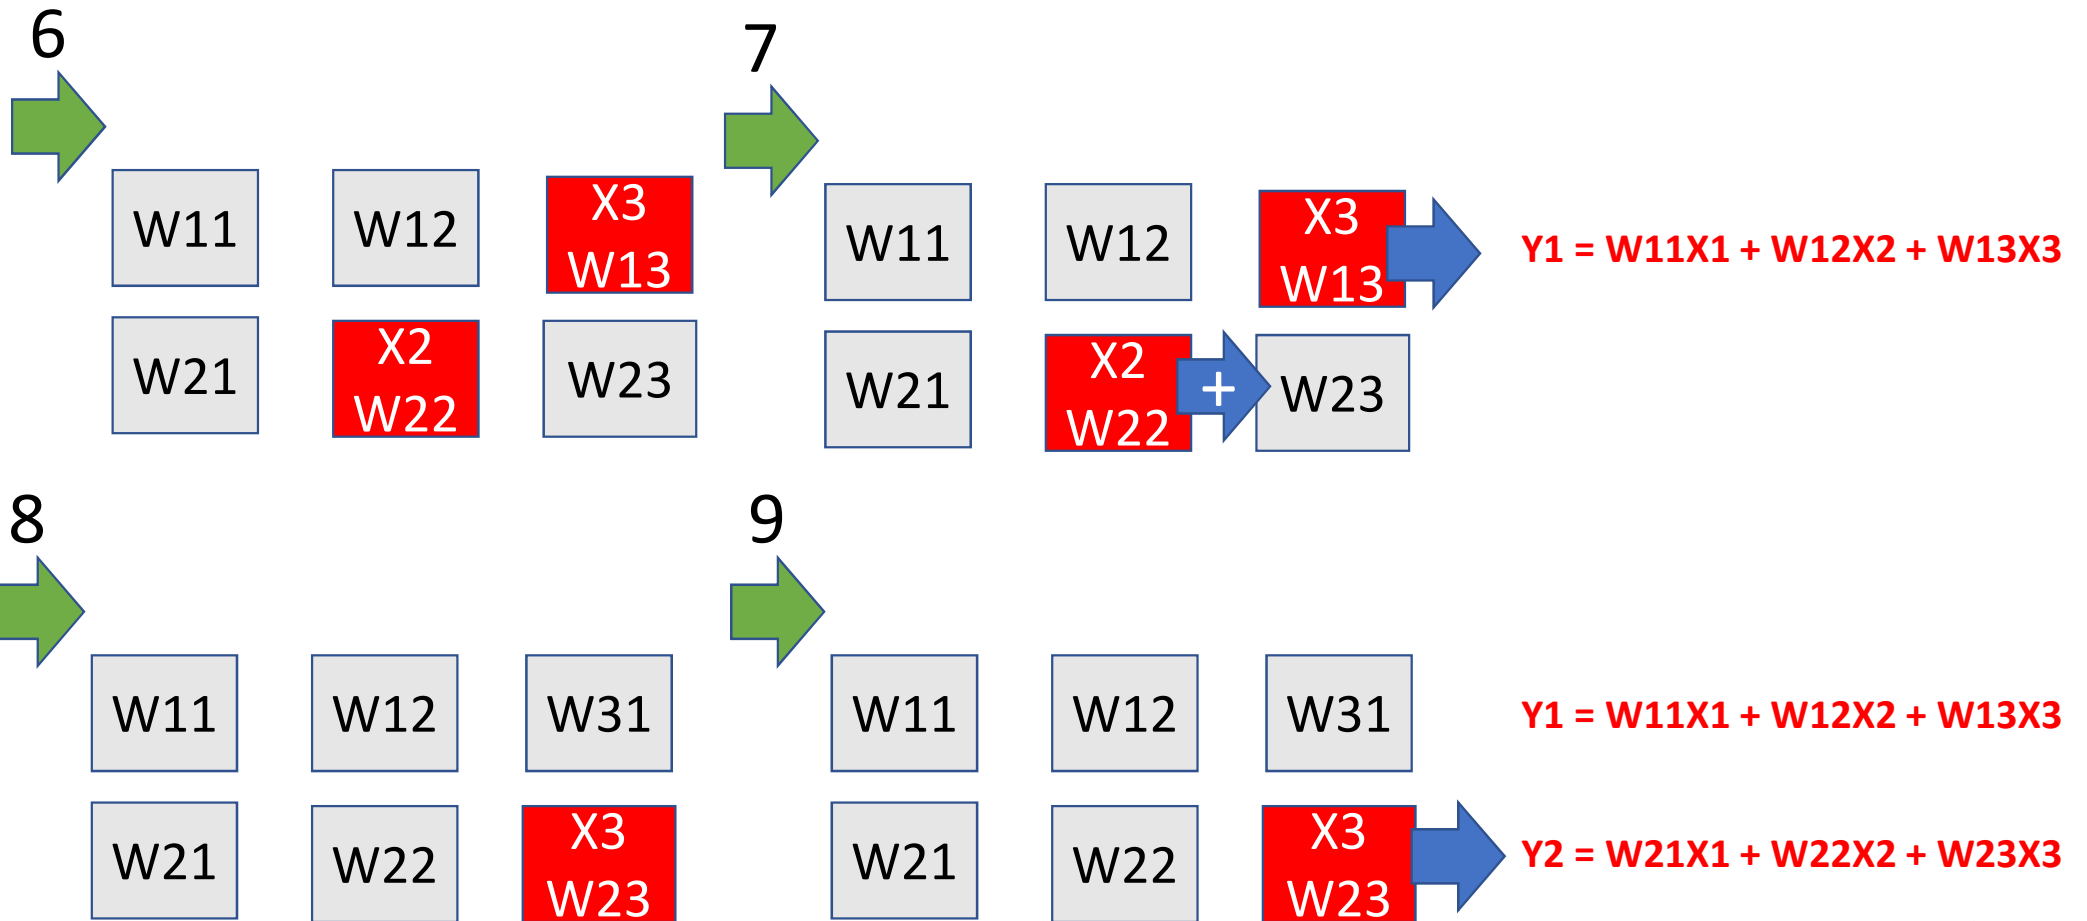 6
W11
W12
X3
W13
W21
X2
W22
W23
7
W11
W12
X3
W13
Y1 = W11X1 + W12X2 + W13X3
W21
X2
W22
+
W23
8
W11
W12
W31
W21
W22
X3
W23
9
W11
W12
W31
Y1 = W11X1 + W12X2 + W13X3
W21
W22
X3
W23
Y2 = W21X1 + W22X2 + W23X3